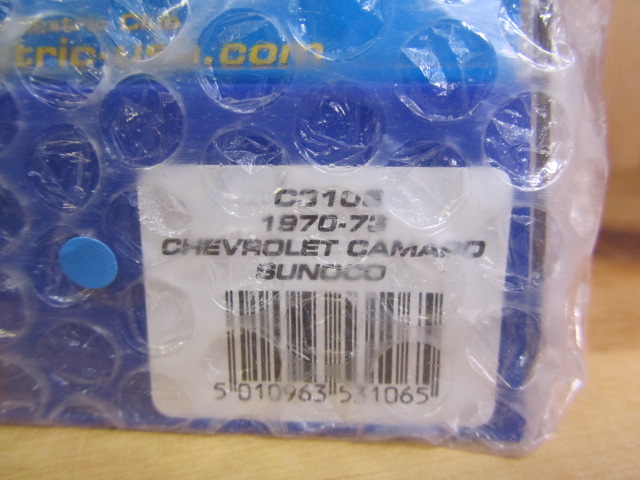 C3106
1970-73
CHEVROLET CAMARO
SUNOCO
5 010963 531065